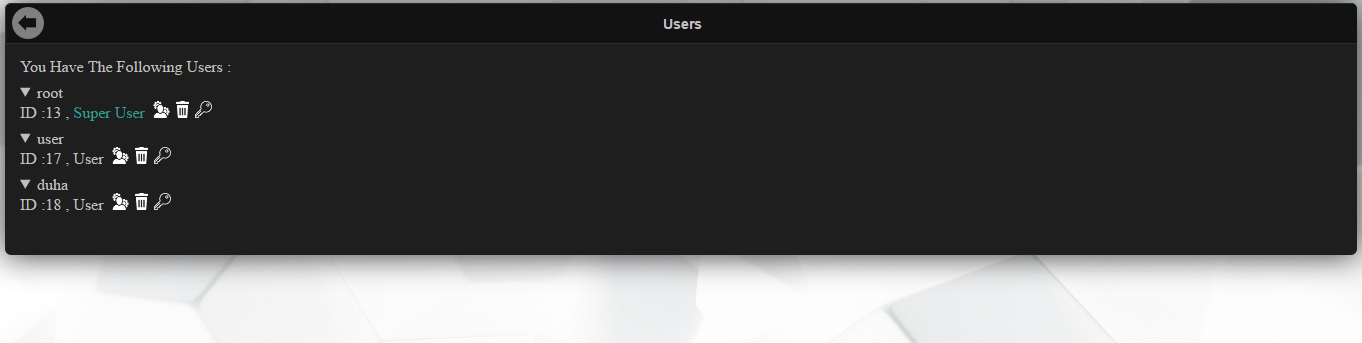 Users
You Have The Following Users :
root
ID :13 , Super User
user
ID :17 , User
duha
ID :18 , User